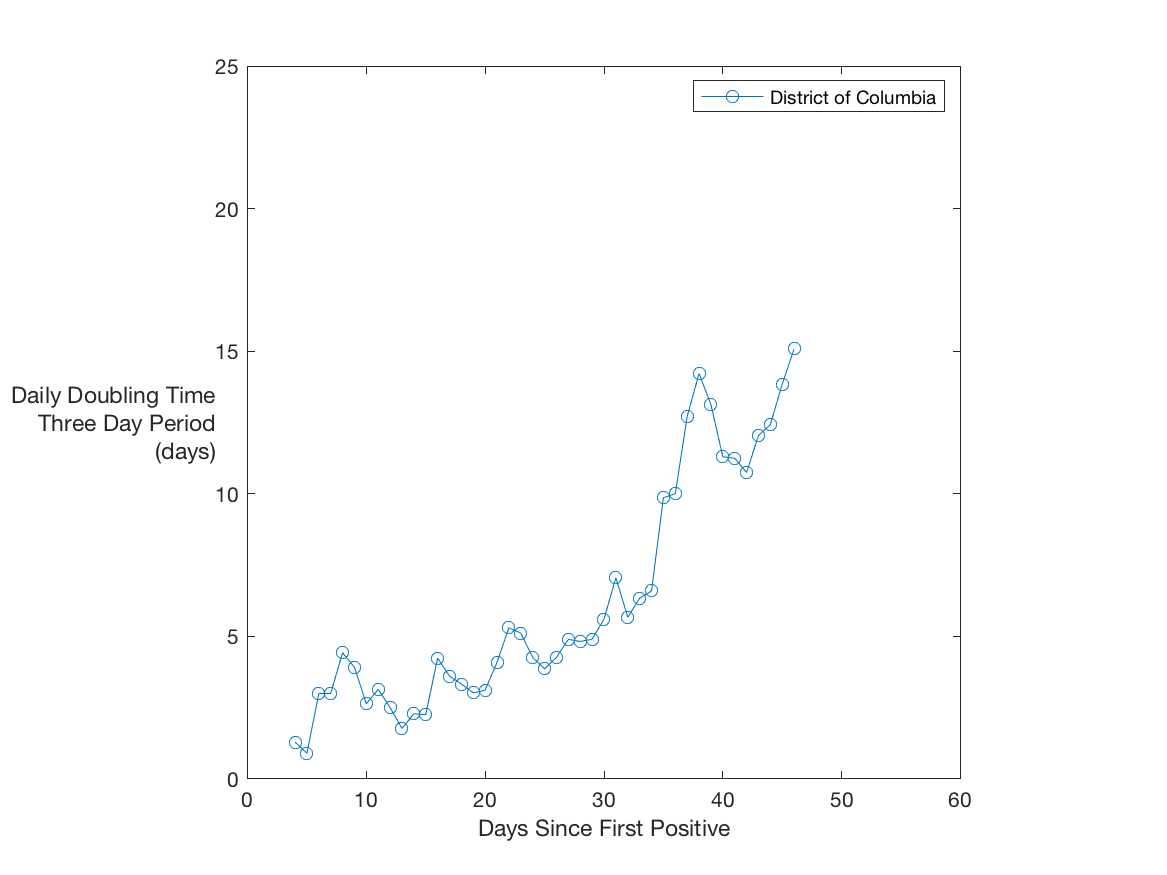 25
District of Columbia
20
15
Daily Doubling Time
Three Day Period
(days)
10
5
0
0 10 20 30 40 50 60
Days Since First Positive